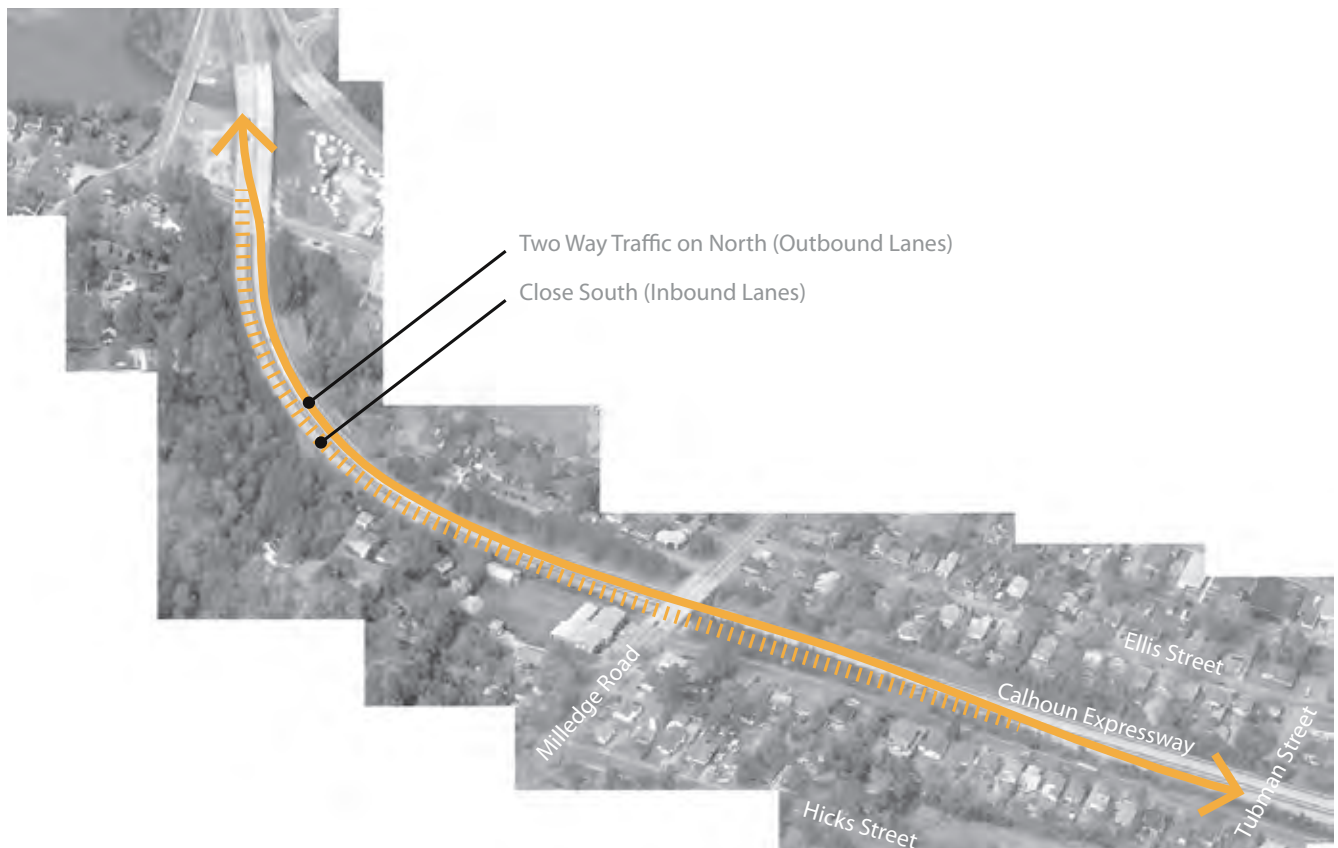 Two Way Traffic on North (Outbound Lanes)
Close South (Inbound Lanes)
Ellis Street
Milledge Road
Calhoun Expressway
Tubman Street
Hicks Street